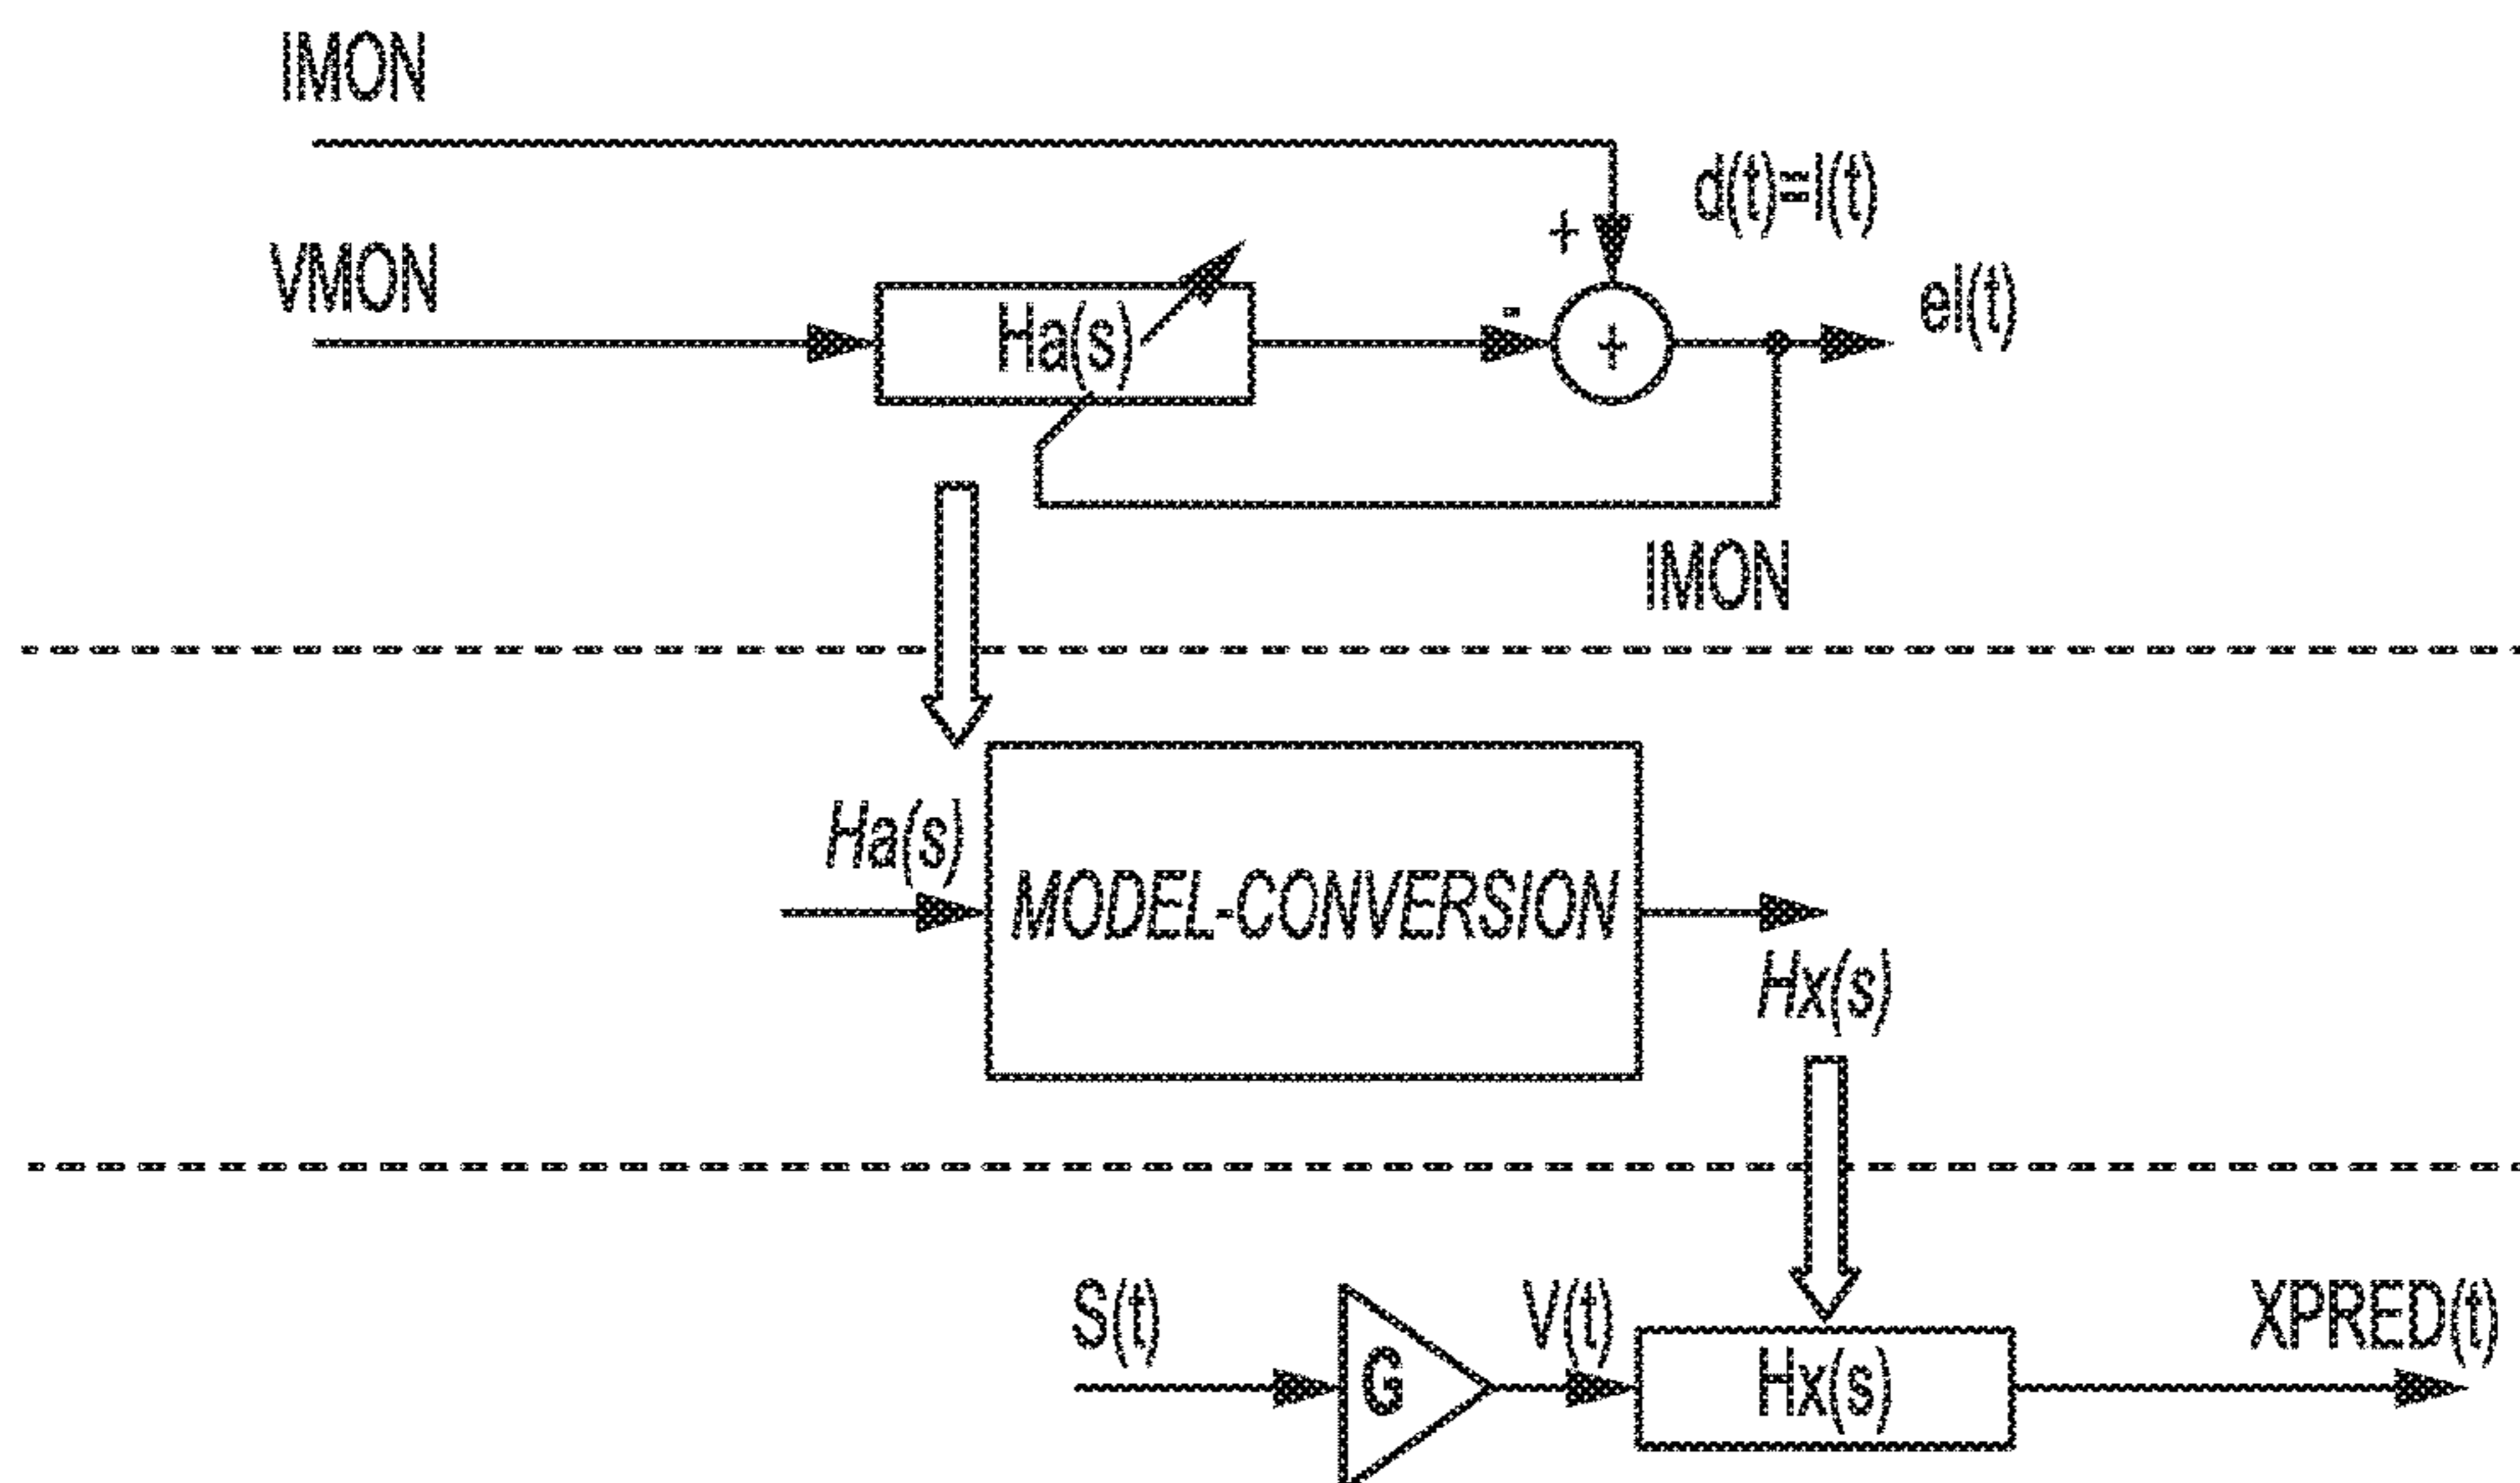 IMON
d(t)=I(t)
+
VMON
Ha(s)
-
+
eI(t)
IMON
Ha(s)
MODEL-CONVERSION
Hx(s)
S(t)
G
V(t)
Hx(s)
XPRED(t)